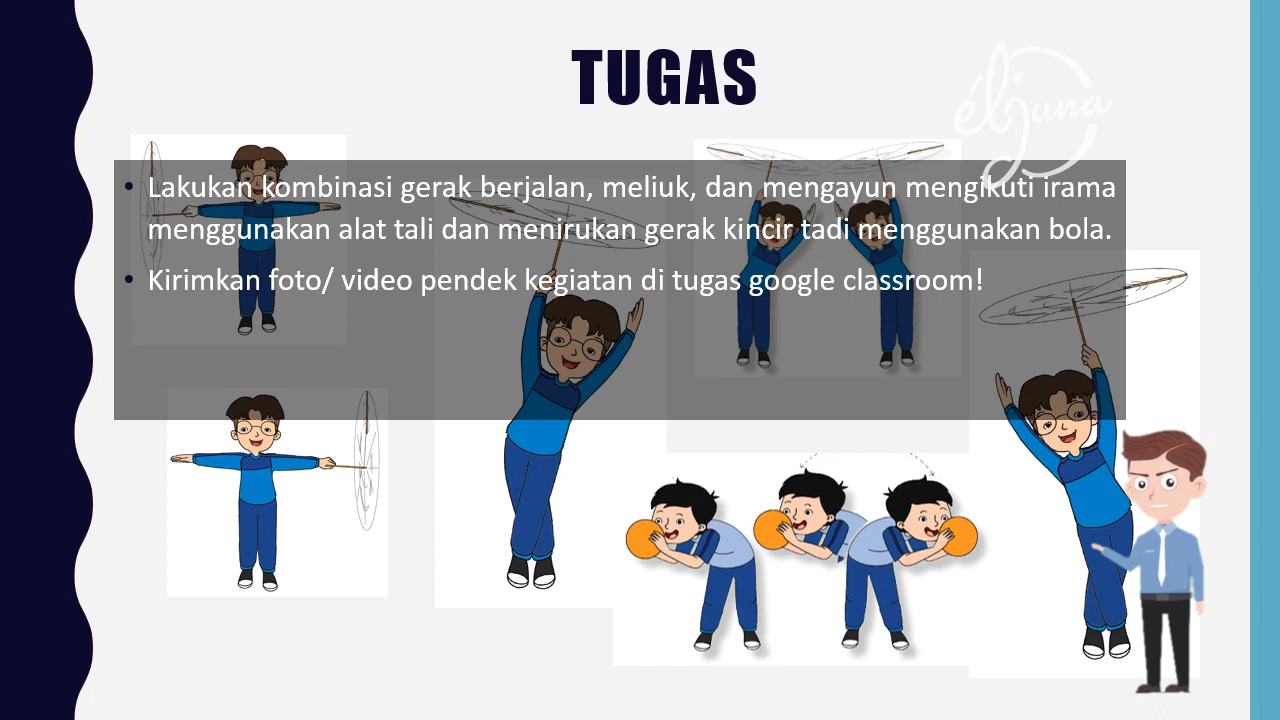 TUGAS
éljuna
• Lakukan kombinasi gerak berjalan, meliuk, dan mengayun mengikuti irama
menggunakan alat tali dan menirukan gerak kincir tadi menggunakan bola.
• Kirimkan foto/ video pendek kegiatan di tugas google classroom!